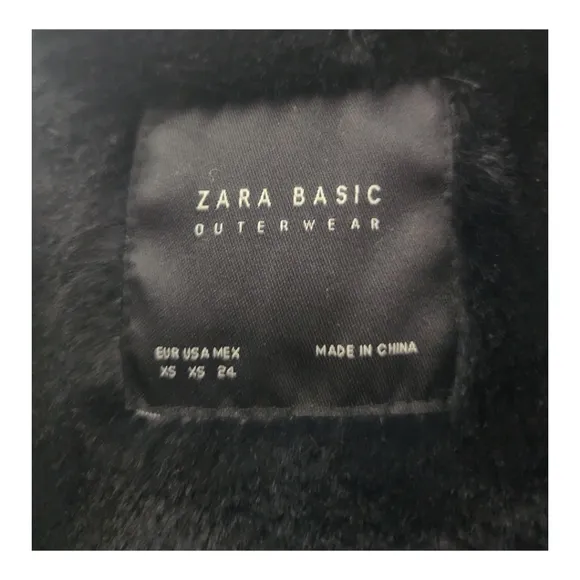 ZARA BASIC
OUTERWEAR
EUR USA MEX
XS XS 24
MADE IN CHINA